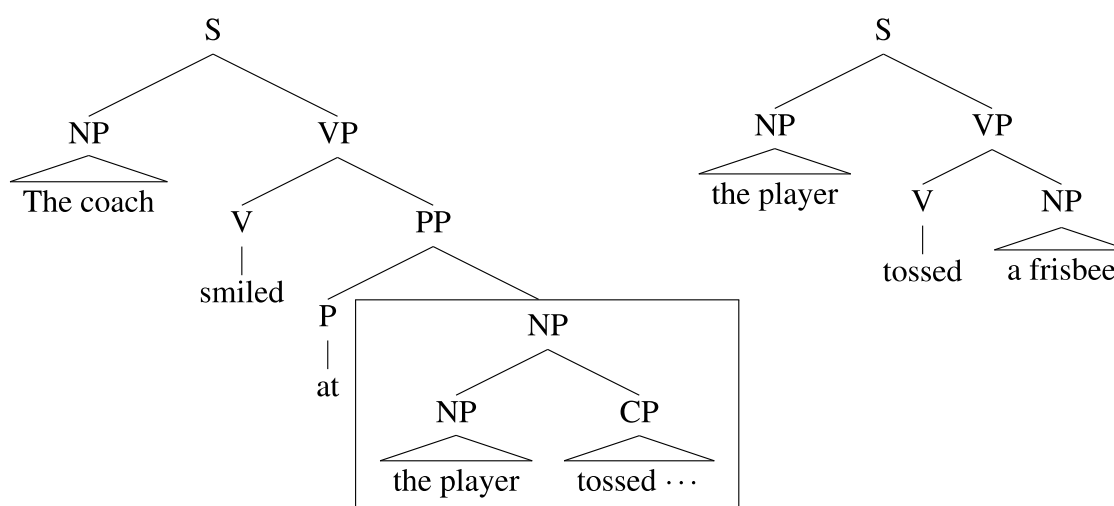 S
NP VP
The coach
V PP
smiled
P NP
at
NP CP
the player tossed ···
S
NP VP
the player
V NP
tossed a frisbee